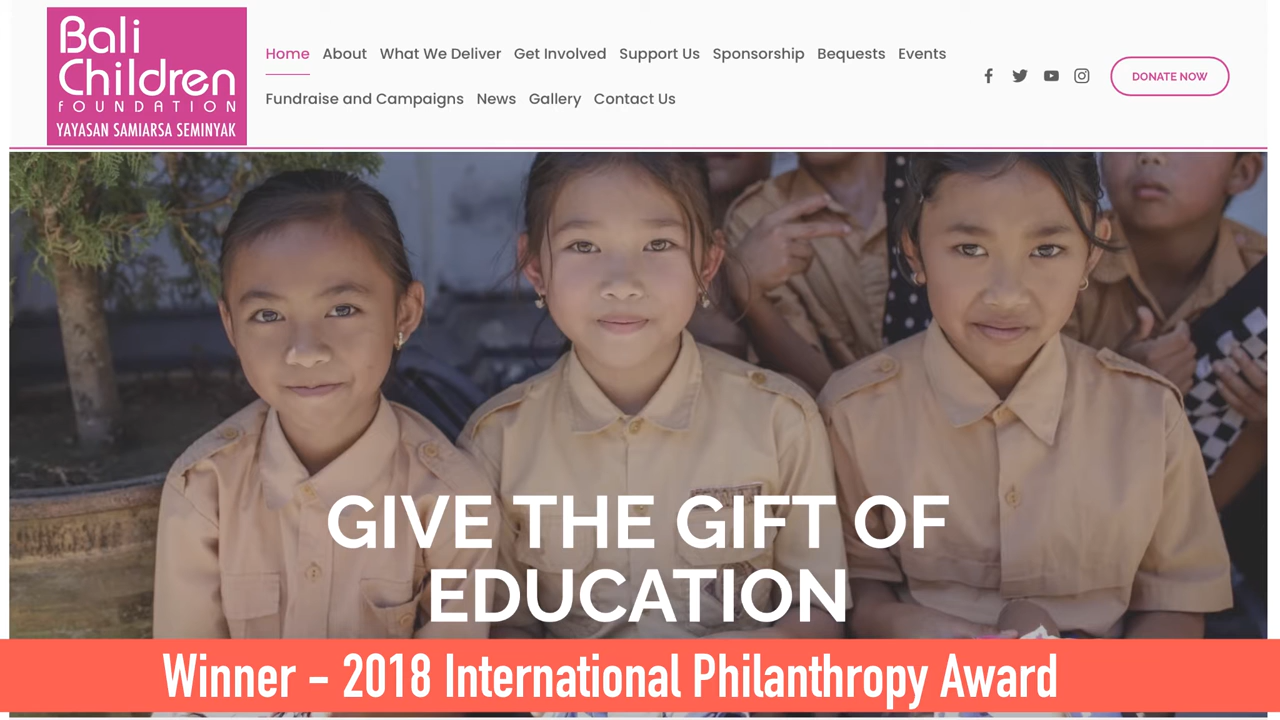 Bali
Children
FOUNDATION
YAYASAN SAMIARSA SEMINYAK
Home About What We Deliver Get Involved Support Us Sponsorship Bequests Events
Fundraise and Campaigns News Gallery Contact Us
DONATE NOW
GIVE THE GIFT OF
EDUCATION
Winner – 2018 International Philanthropy Award